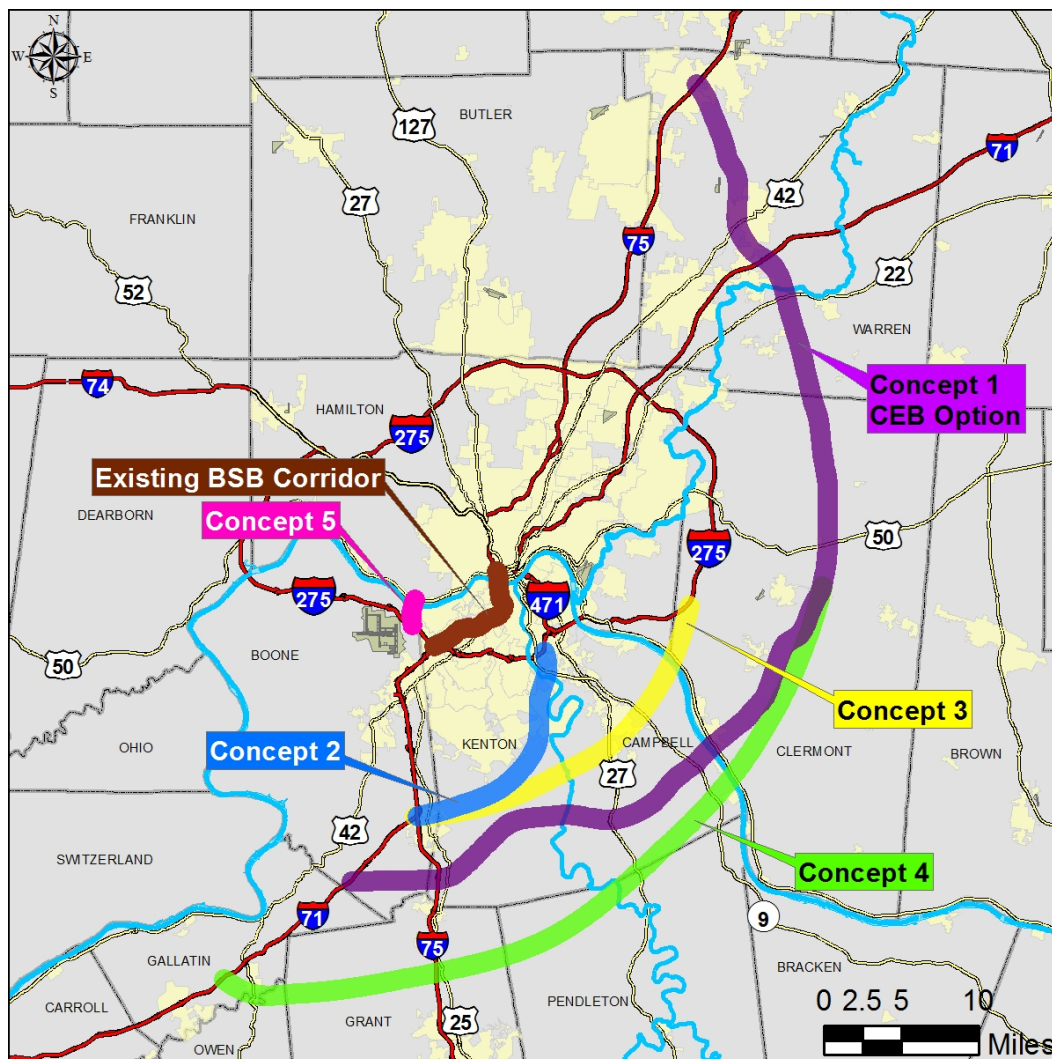 N
W E
S
BUTLER
127
71
42
27
FRANKLIN
75
22
52
WARREN
74
Concept 1
CEB Option
HAMILTON
275
Existing BSB Corridor
DEARBORN
Concept 5
50
275
275
471
50
BOONE
Concept 3
OHIO
KENTON
CAMPBELL
CLERMONT
BROWN
Concept 2
27
42
SWITZERLAND
Concept 4
71
9
75
GALLATIN
BRACKEN
CARROLL
PENDLETON
0 2.5 5 10
GRANT
25
Miles
OWEN